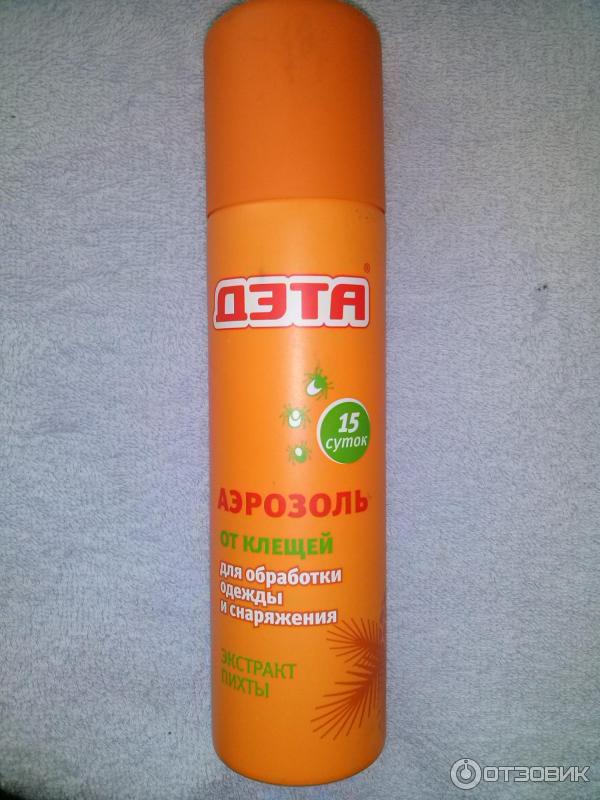 ДЭТА®
15
суток
АЭРОЗОЛЬ
ОТ КЛЕЩЕЙ
для обработки
одежды
и снаряжения
ЭКСТРАКТ
ПИХТЫ
ОТЗОВИК